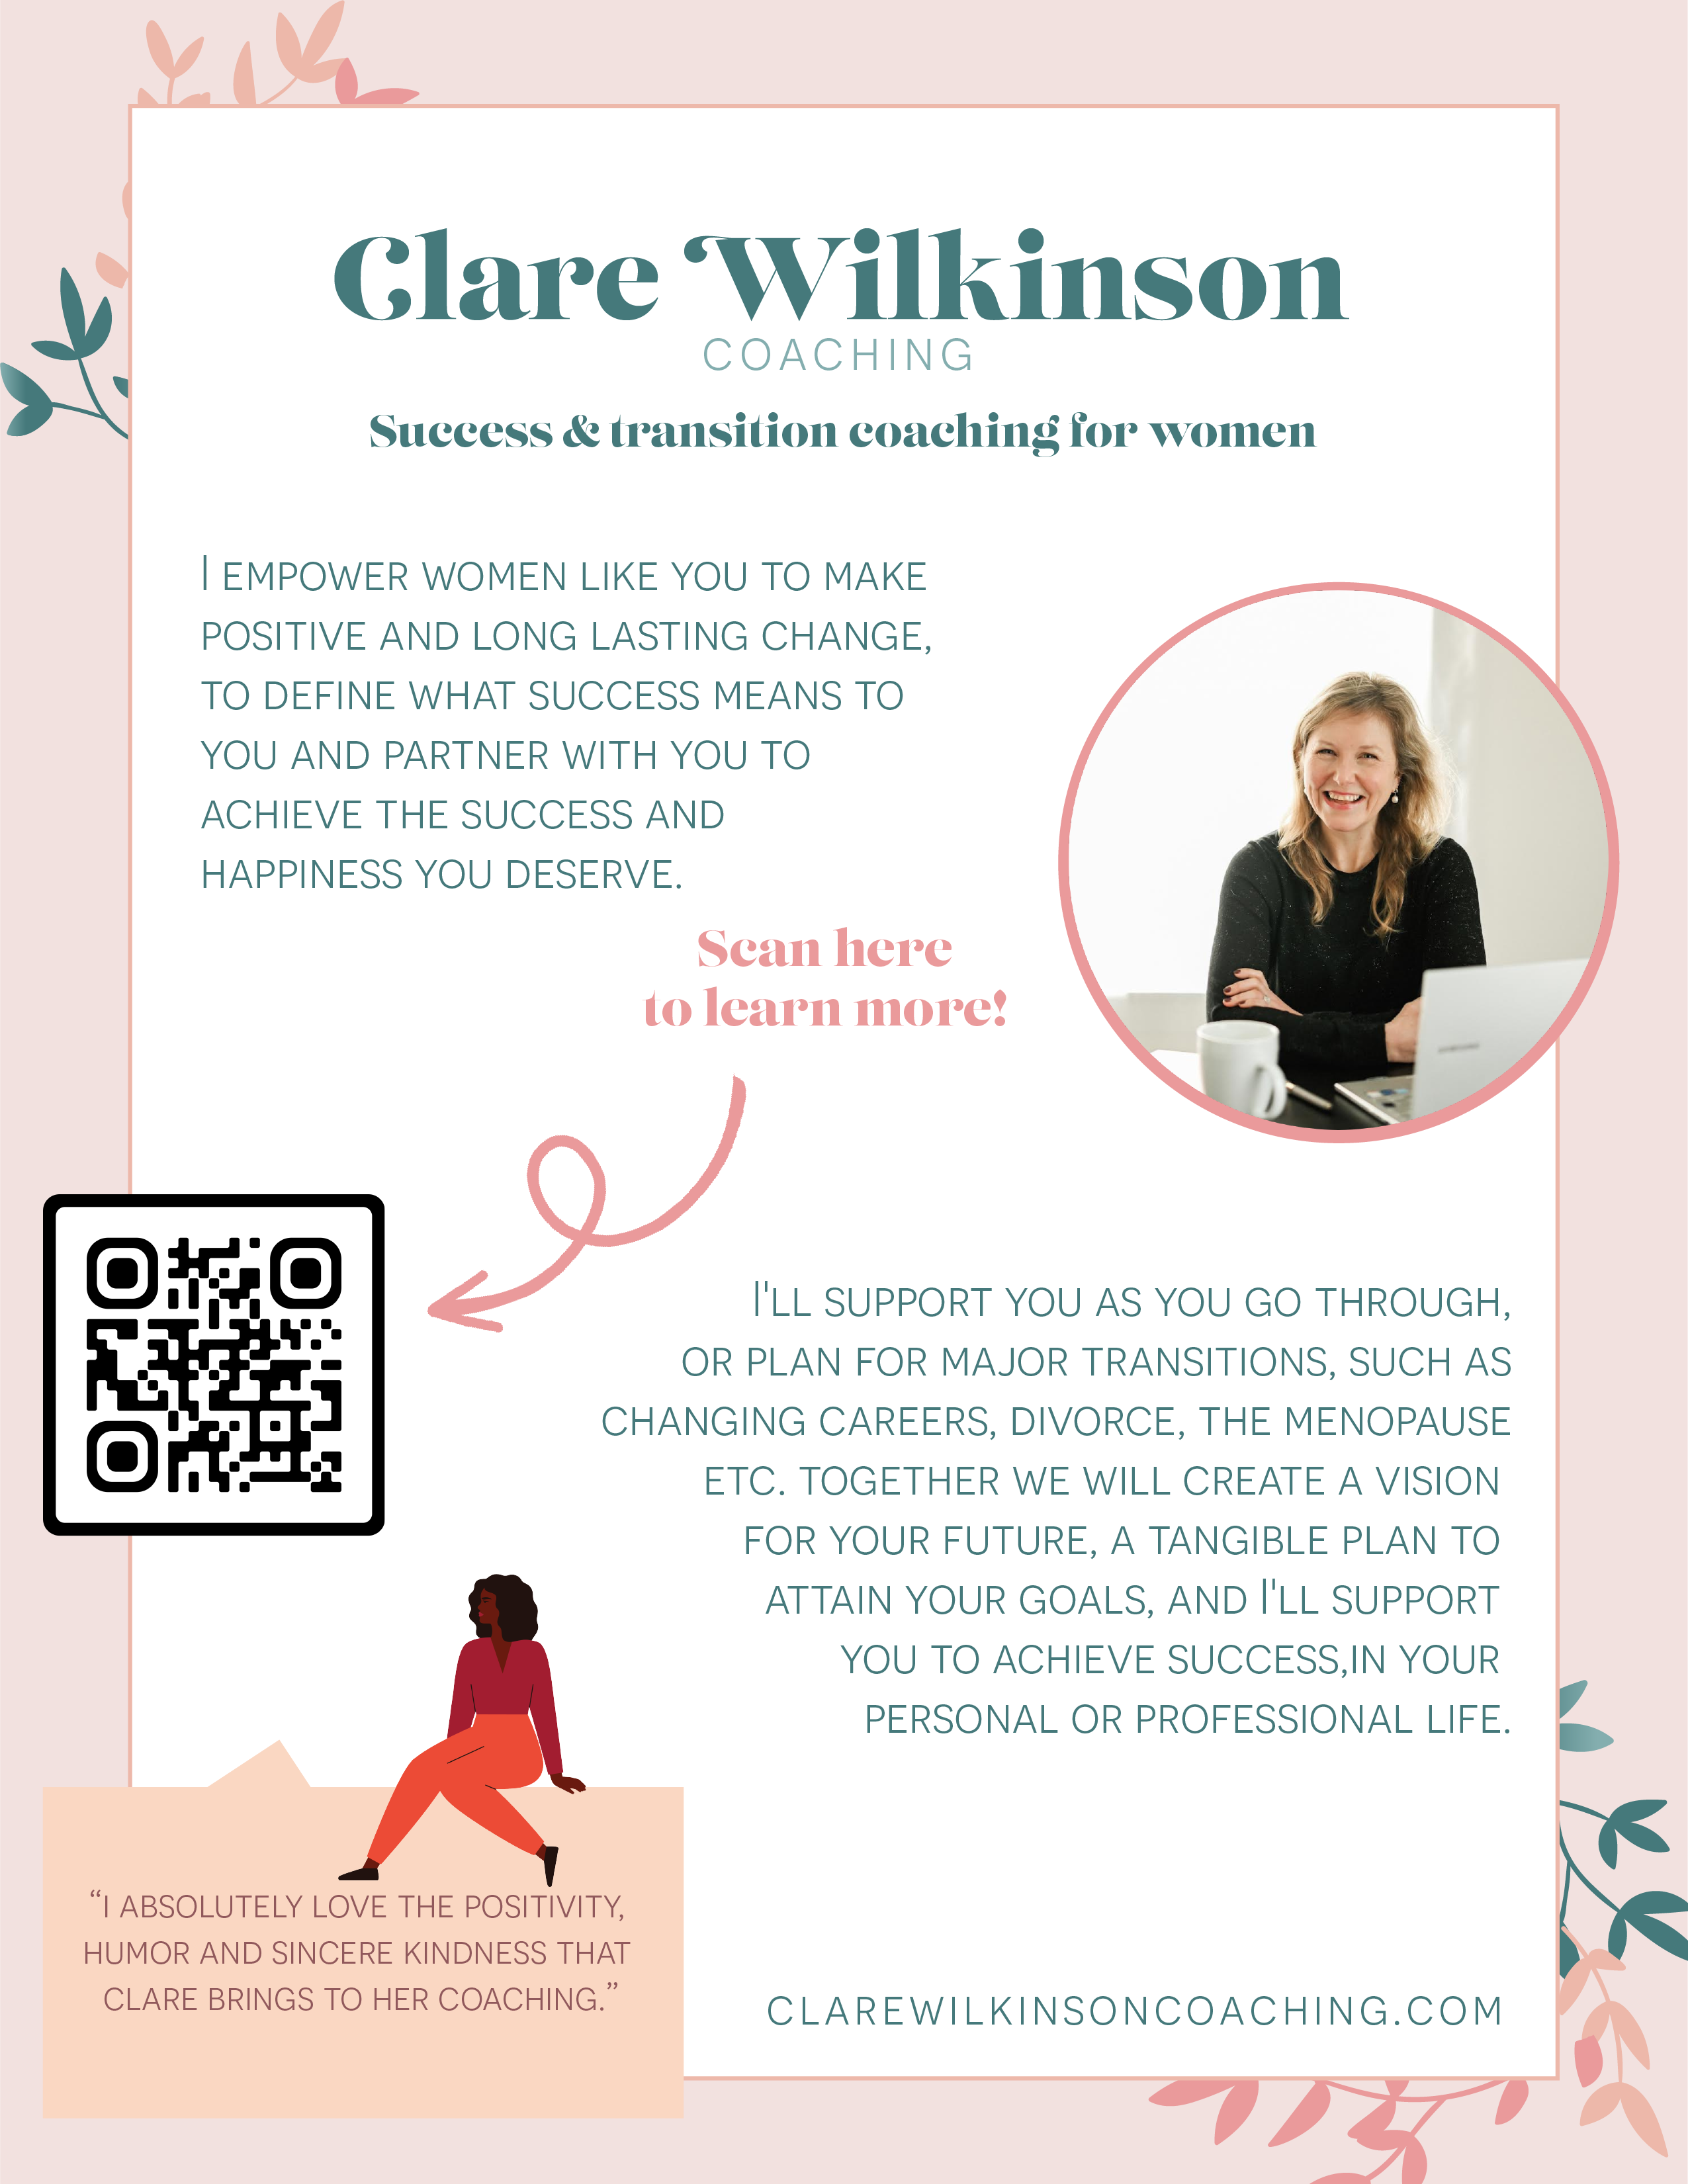 Clare Wilkinson
COACHING
Success & transition coaching for women
I EMPOWER WOMEN LIKE YOU TO MAKE
POSITIVE AND LONG LASTING CHANGE,
TO DEFINE WHAT SUCCESS MEANS TO
YOU AND PARTNER WITH YOU TO
ACHIEVE THE SUCCESS AND
HAPPINESS YOU DESERVE.
Scan here
to learn more!
SAMSUNG
I'LL SUPPORT YOU AS YOU GO THROUGH,
OR PLAN FOR MAJOR TRANSITIONS, SUCH AS
CHANGING CAREERS, DIVORCE, THE MENOPAUSE
ETC. TOGETHER WE WILL CREATE A VISION
FOR YOUR FUTURE, A TANGIBLE PLAN TO
ATTAIN YOUR GOALS, AND I'LL SUPPORT
YOU TO ACHIEVE SUCCESS,IN YOUR
PERSONAL OR PROFESSIONAL LIFE.
“I ABSOLUTELY LOVE THE POSITIVITY,
HUMOR AND SINCERE KINDNESS THAT
CLARE BRINGS TO HER COACHING.”
CLAREWILKINSONCOACHING.COM